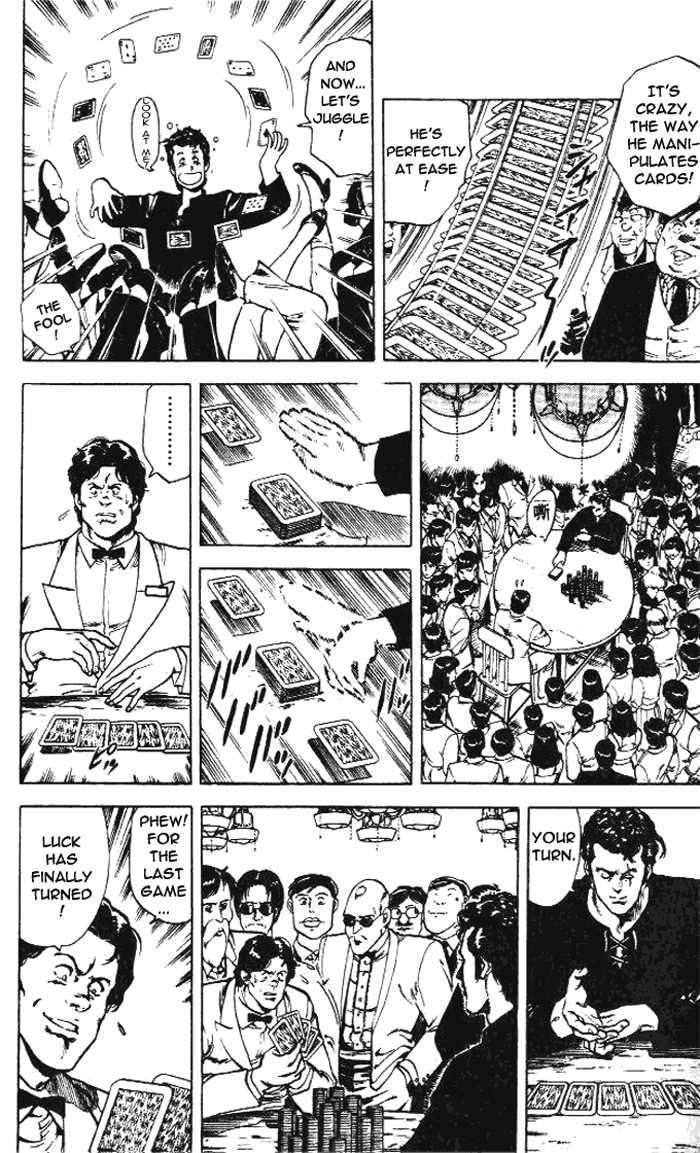 IT'S
CRAZY,
THE WAY
HE MANI-
PULATES
CARDS!
HE'S
PERFECTLY
AT EASE
!
AND
NOW...
LET'S
JUGGLE
!
LOOK AT ME?
THE
FOOL
!
嘶
.........
YOUR
TURN.
PHEW!
FOR
THE
LAST
GAME
...
LUCK
HAS
FINALLY
TURNED
!